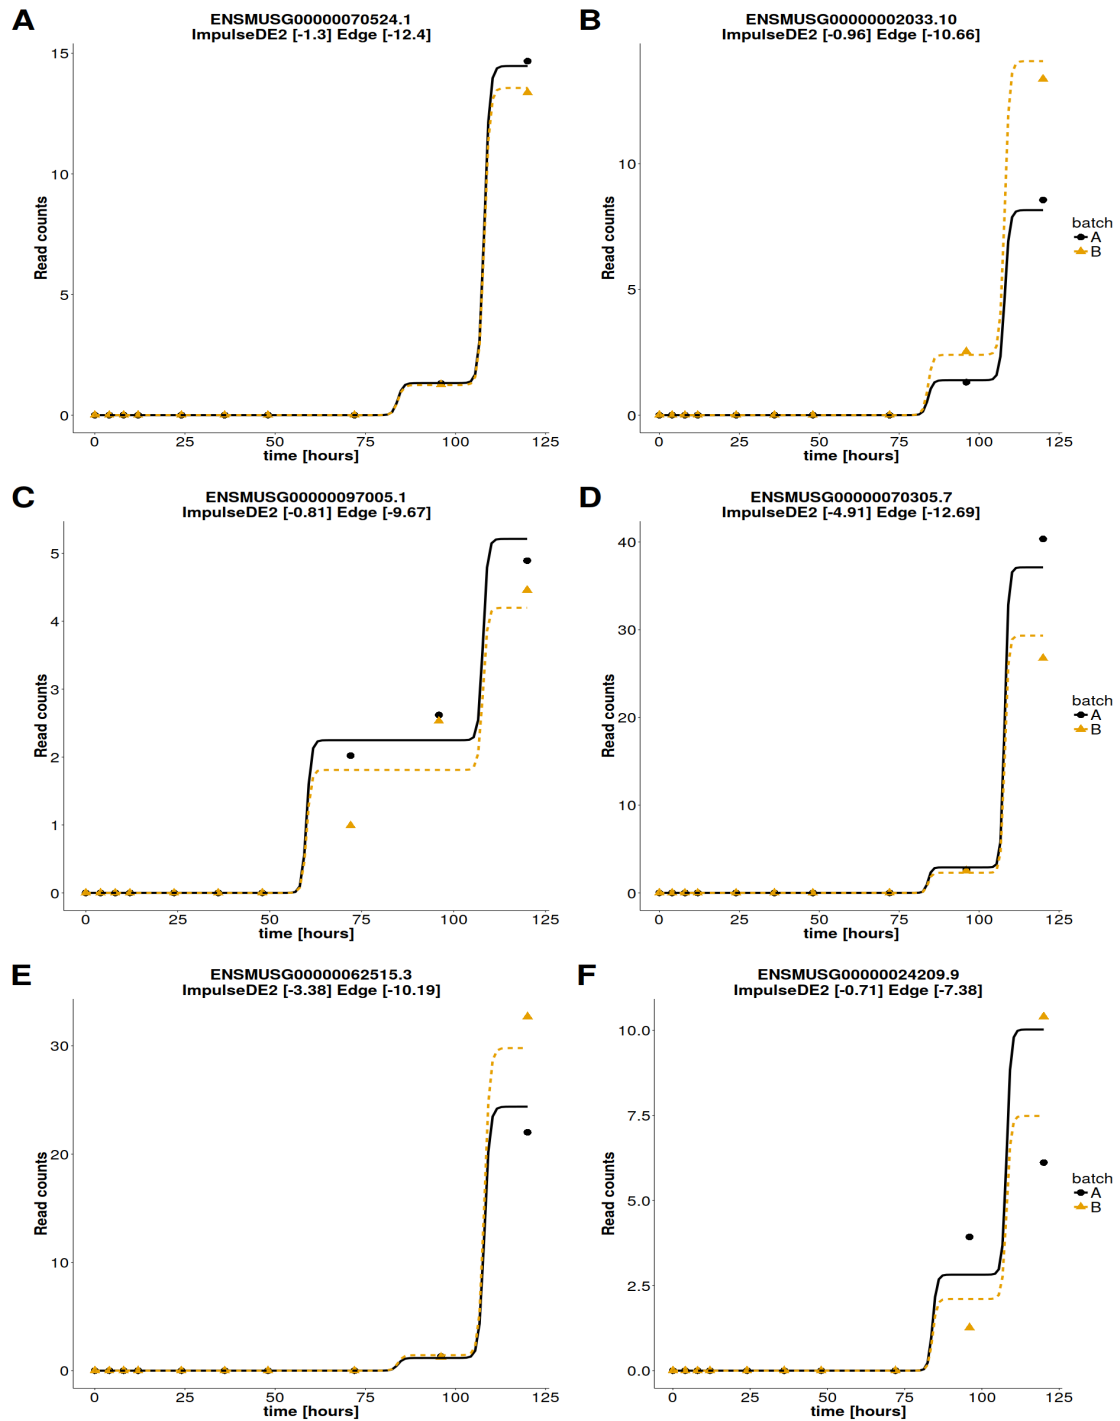 A
ENSMUSG00000070524.1
ImpulseDE2 [-1.3] Edge [-12.4]
15
10
5
0
Read counts
0 25 50 75 100 125
time [hours]
B
ENSMUSG00000002033.10
ImpulseDE2 [-0.96] Edge [-10.66]
10
5
0
Read counts
0 25 50 75 100 125
time [hours]
batch
A
B
C
ENSMUSG00000097005.1
ImpulseDE2 [-0.81] Edge [-9.67]
5
4
3
2
1
0
Read counts
0 25 50 75 100 125
time [hours]
D
ENSMUSG00000070305.7
ImpulseDE2 [-4.91] Edge [-12.69]
40
30
20
10
0
Read counts
0 25 50 75 100 125
time [hours]
batch
A
B
E
ENSMUSG00000062515.3
ImpulseDE2 [-3.38] Edge [-10.19]
30
20
10
0
Read counts
0 25 50 75 100 125
time [hours]
F
ENSMUSG00000024209.9
ImpulseDE2 [-0.71] Edge [-7.38]
10.0
7.5
5.0
2.5
0.0
Read counts
0 25 50 75 100 125
time [hours]
batch
A
B